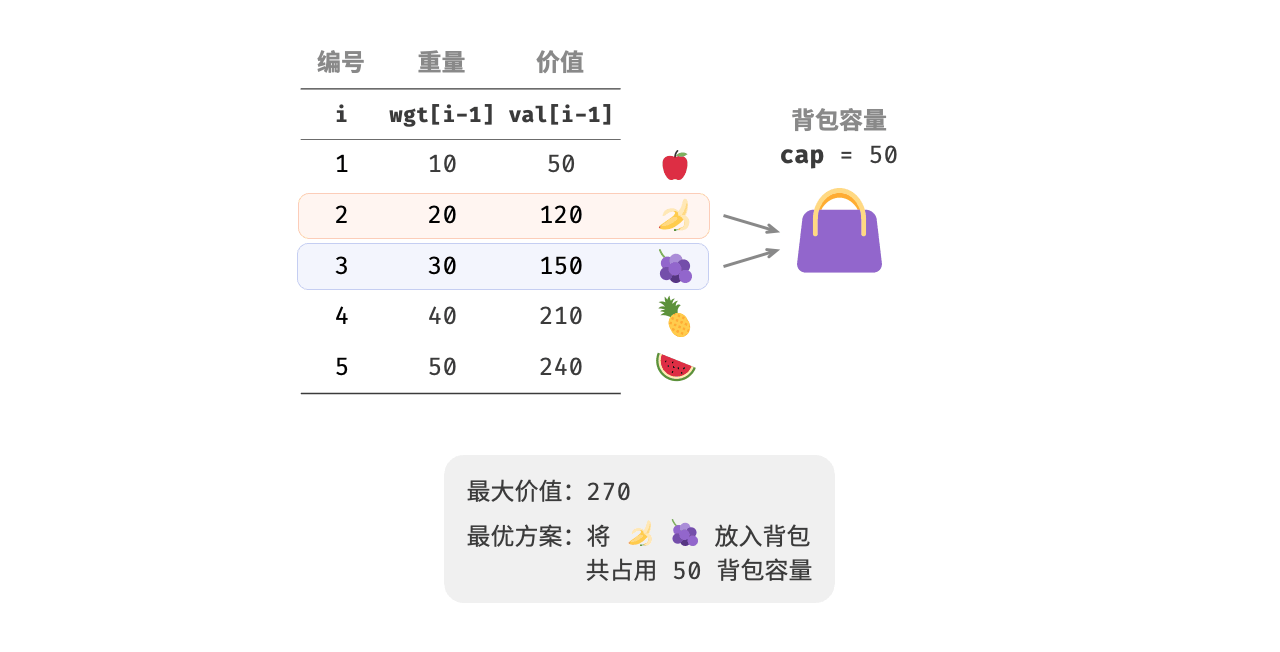 编号 重量 价值
i wgt[i-1] val[i-1]
1 10 50
2 20 120
3 30 150
4 40 210
5 50 240
背包容量
cap = 50
最大价值：270
最优方案：将 放入背包
共占用 50 背包容量